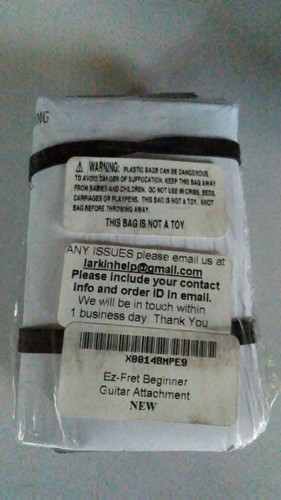 NG
WARNING: PLASTIC BAGS CAN BE DANGEROUS.
TO AVOID DANGER OF SUFFOCATION, KEEP THIS BAG AWAY
FROM BABIES AND CHILDREN. DO NOT USE IN CRIBS, BEDS,
CARRIAGES OR PLAYPENS. THIS BAG IS NOT A TOY. KNOT
BAG BEFORE THROWING AWAY.
THIS BAG IS NOT A TOY
ANY ISSUES please email us at
larkinhelp@gmail.com
Please include your contact
info and order ID in email.
We will be in touch within
1 business day. Thank You
X0014BMPE9
Ez-Fret Beginner
Guitar Attachment
NEW